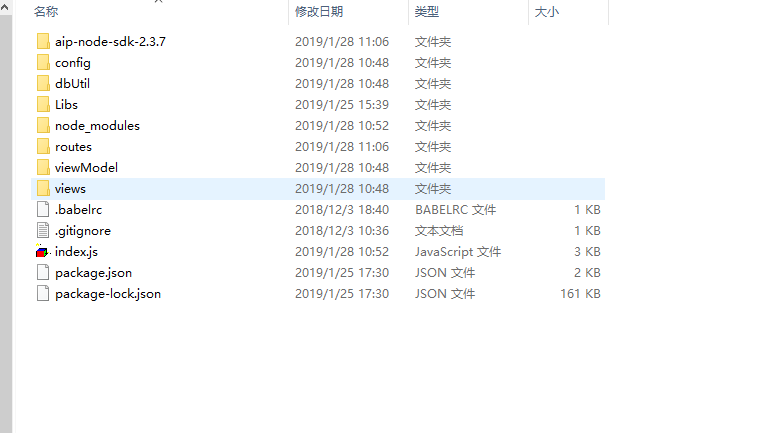 名称 修改日期 类型 大小
aip-node-sdk-2.3.7 2019/1/28 11:06 文件夹
config 2019/1/28 10:48 文件夹
dbUtil 2019/1/28 10:48 文件夹
Libs 2019/1/25 15:39 文件夹
node_modules 2019/1/28 10:52 文件夹
routes 2019/1/28 11:06 文件夹
viewModel 2019/1/28 10:48 文件夹
views 2019/1/28 10:48 文件夹
.babelrc 2018/12/3 18:40 BABELRC 文件 1 KB
.gitignore 2018/12/3 10:36 文本文档 1 KB
index.js 2019/1/28 10:52 JavaScript 文件 3 KB
package.json 2019/1/25 17:30 JSON 文件 2 KB
package-lock.json 2019/1/25 17:30 JSON 文件 161 KB